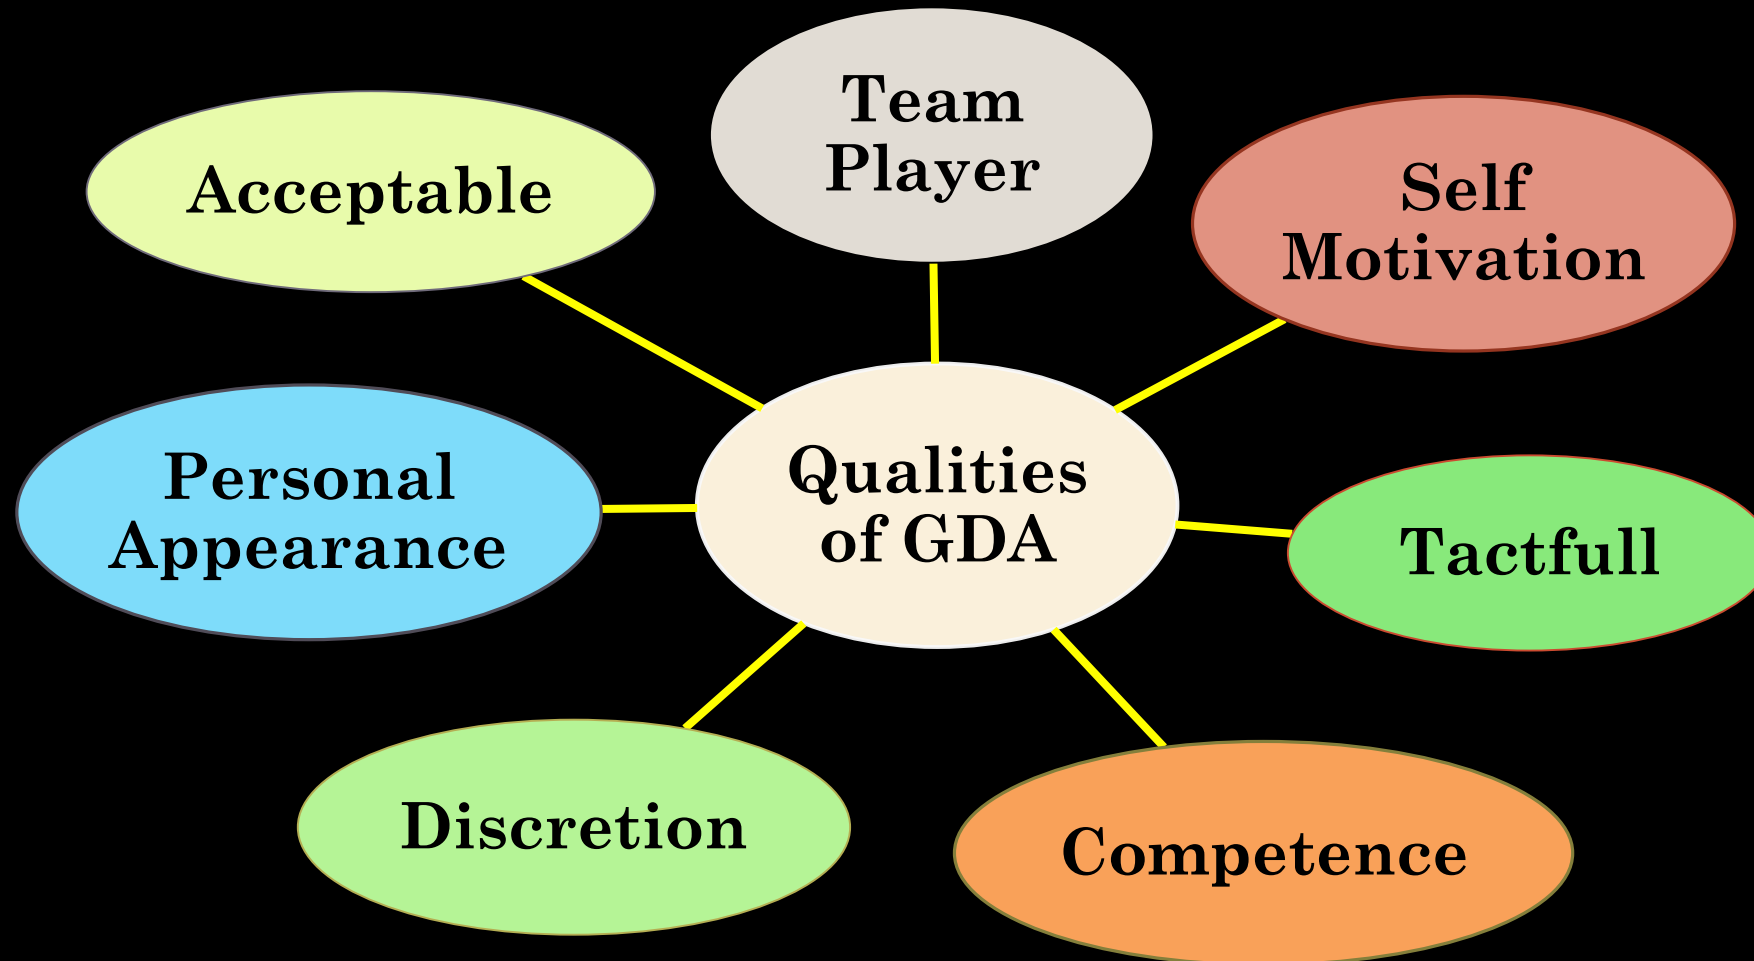 Team
Player
Acceptable
Self
Motivation
Personal
Appearance
Qualities
of GDA
Tactfull
Discretion
Competence